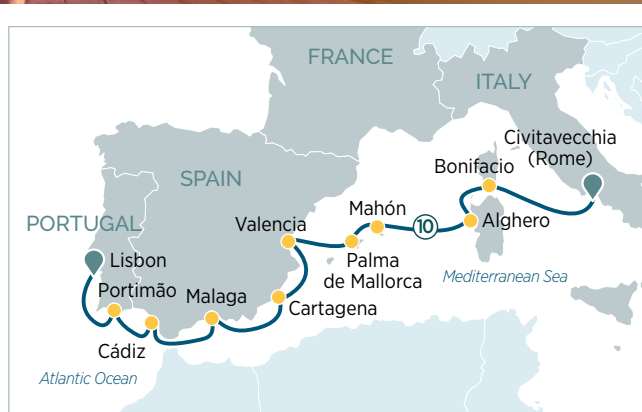 FRANCE
ITALY
Civitavecchia
(Rome)
Bonifacio
SPAIN
Mahón
Valencia
10
Alghero
PORTUGAL
Lisbon
Palma
de Mallorca
Mediterranean Sea
Portimão
Malaga
Cartagena
Cádiz
Atlantic Ocean